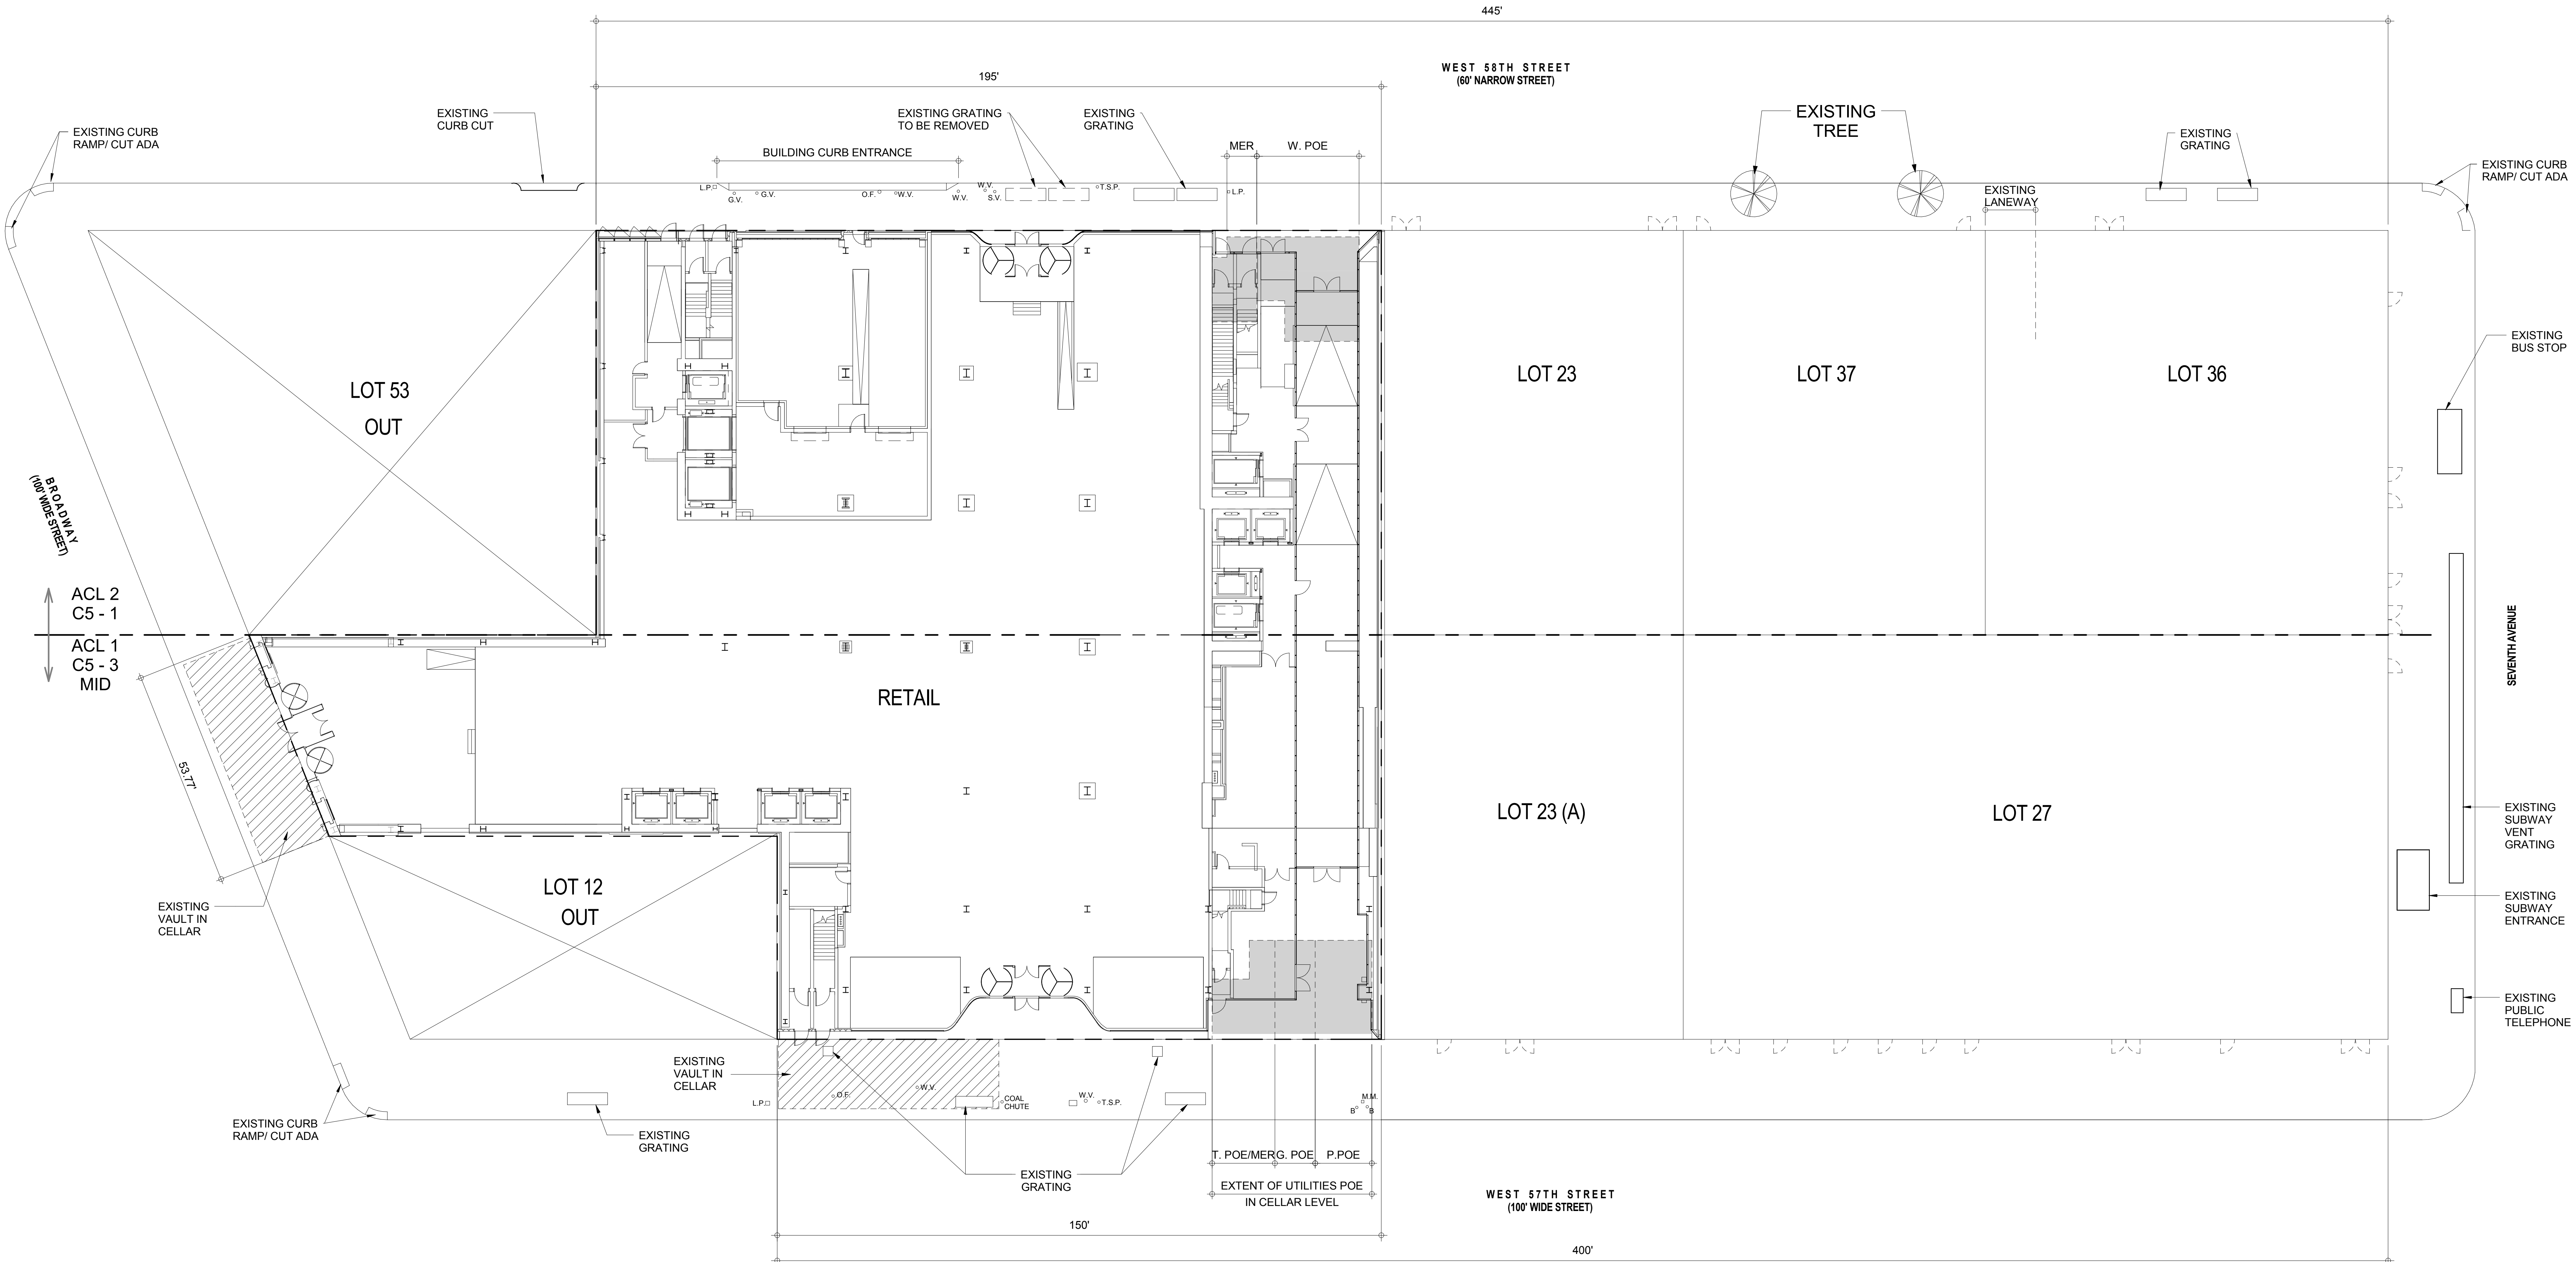 445'
WEST 58TH STREET
(60' NARROW STREET)
195'
EXISTING CURB
RAMP/ CUT ADA
EXISTING
CURB CUT
EXISTING GRATING
TO BE REMOVED
EXISTING
GRATING
BUILDING CURB ENTRANCE
MER
W. POE
EXISTING
TREE
EXISTING
GRATING
EXISTING CURB
RAMP/ CUT ADA
L.P.
G.V.
G.V.
O.F.
W.V.
W.V.
W.V.
S.V.
T.S.P.
L.P.
EXISTING
LANEWAY
EXISTING
BUS STOP
LOT 53
OUT
LOT 23
LOT 37
LOT 36
BROADWAY
(100' WIDE STREET)
ACL 2
C5 - 1
ACL 1
C5 - 3
MID
SEVENTH AVENUE
RETAIL
53.77'
LOT 23 (A)
LOT 27
EXISTING
SUBWAY
VENT
GRATING
LOT 12
OUT
EXISTING
VAULT IN
CELLAR
EXISTING
SUBWAY
ENTRANCE
EXISTING
PUBLIC
TELEPHONE
EXISTING
VAULT IN
CELLAR
L.P.
O.F.
W.V.
COAL
CHUTE
W.V.
T.S.P.
M.M.
B
B
EXISTING CURB
RAMP/ CUT ADA
EXISTING
GRATING
EXISTING
GRATING
T. POE/MER
G. POE
P.POE
EXTENT OF UTILITIES POE
IN CELLAR LEVEL
WEST 57TH STREET
(100' WIDE STREET)
150'
400'